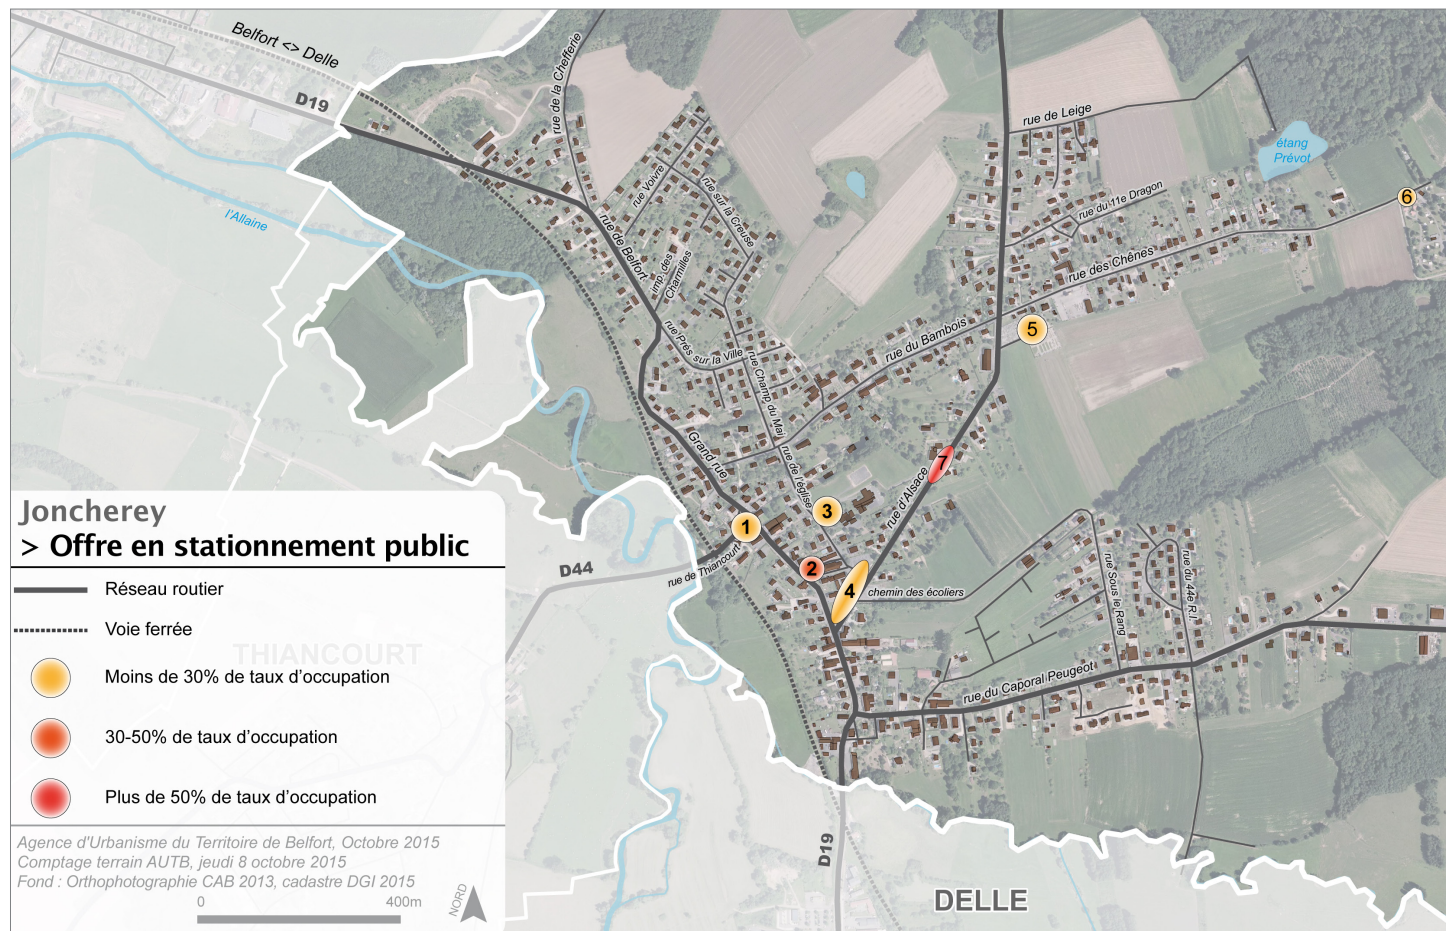 Belfort <> Delle
D19
rue de la Chefferie
rue de Leige
étang
Prévot
6
rue Voivre
rue sur la Creuse
rue du 11e Dragon
l'Allaine
rue de Belfort
imp. des
Charmilles
rue des Chênes
5
rue du Bambois
rue Prés sur la Ville
rue Champ du Mai
Grand rue
rue de l'église
7
rue d'Alsace
3
1
2
4
chemin des écoliers
rue de Thiancourt
D44
rue Sous le Rang
rue du 44e R.I
rue du Caporal Peugeot
Joncherey
> Offre en stationnement public
Réseau routier
Voie ferrée
THIANCOURT
Moins de 30% de taux d'occupation
30-50% de taux d'occupation
Plus de 50% de taux d'occupation
Agence d'Urbanisme du Territoire de Belfort, Octobre 2015
Comptage terrain AUTB, jeudi 8 octobre 2015
Fond : Orthophotographie CAB 2013, cadastre DGI 2015
0 400m
NORD
D19
DELLE